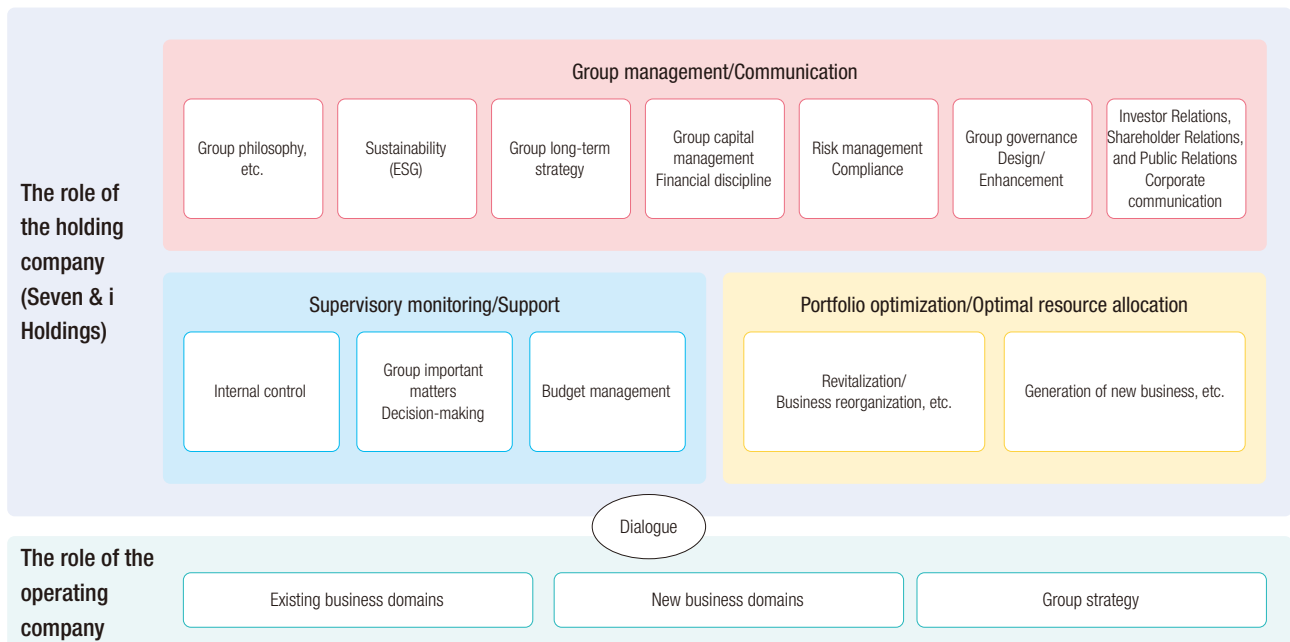 The role of
the holding
company
(Seven & i
Holdings)
Group management/Communication
Group philosophy,
etc.
Sustainability
(ESG)
Group long-term
strategy
Group capital
management
Financial discipline
Risk management
Compliance
Group governance
Design/
Enhancement
Investor Relations,
Shareholder Relations,
and Public Relations
Corporate
communication
Supervisory monitoring/Support
Internal control
Group important
matters
Decision-making
Budget management
Portfolio optimization/Optimal resource allocation
Revitalization/
Business reorganization, etc.
Generation of new business, etc.
Dialogue
The role of the
operating
company
Existing business domains
New business domains
Group strategy